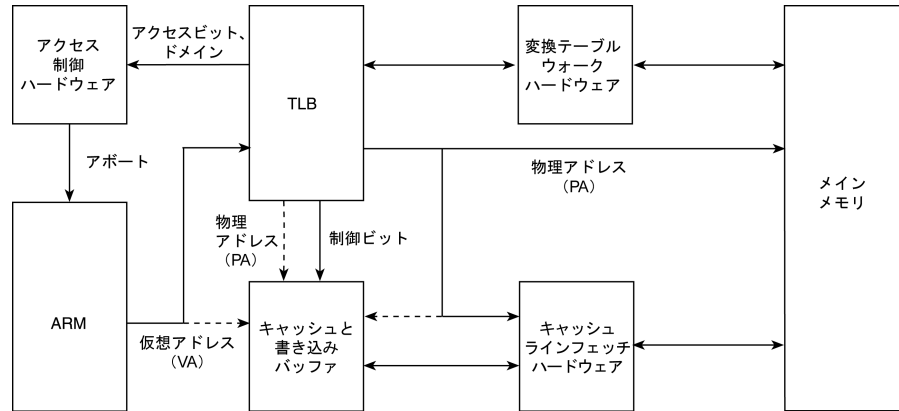 アクセス
制御
ハードウェア
アクセスビット、
ドメイン
TLB
変換テーブル
ウォーク
ハードウェア
アボート
物理アドレス
（PA）
メイン
メモリ
物理
アドレス
（PA）
制御ビット
ARM
仮想アドレス
（VA）
キャッシュと
書き込み
バッファ
キャッシュ
ラインフェッチ
ハードウェア